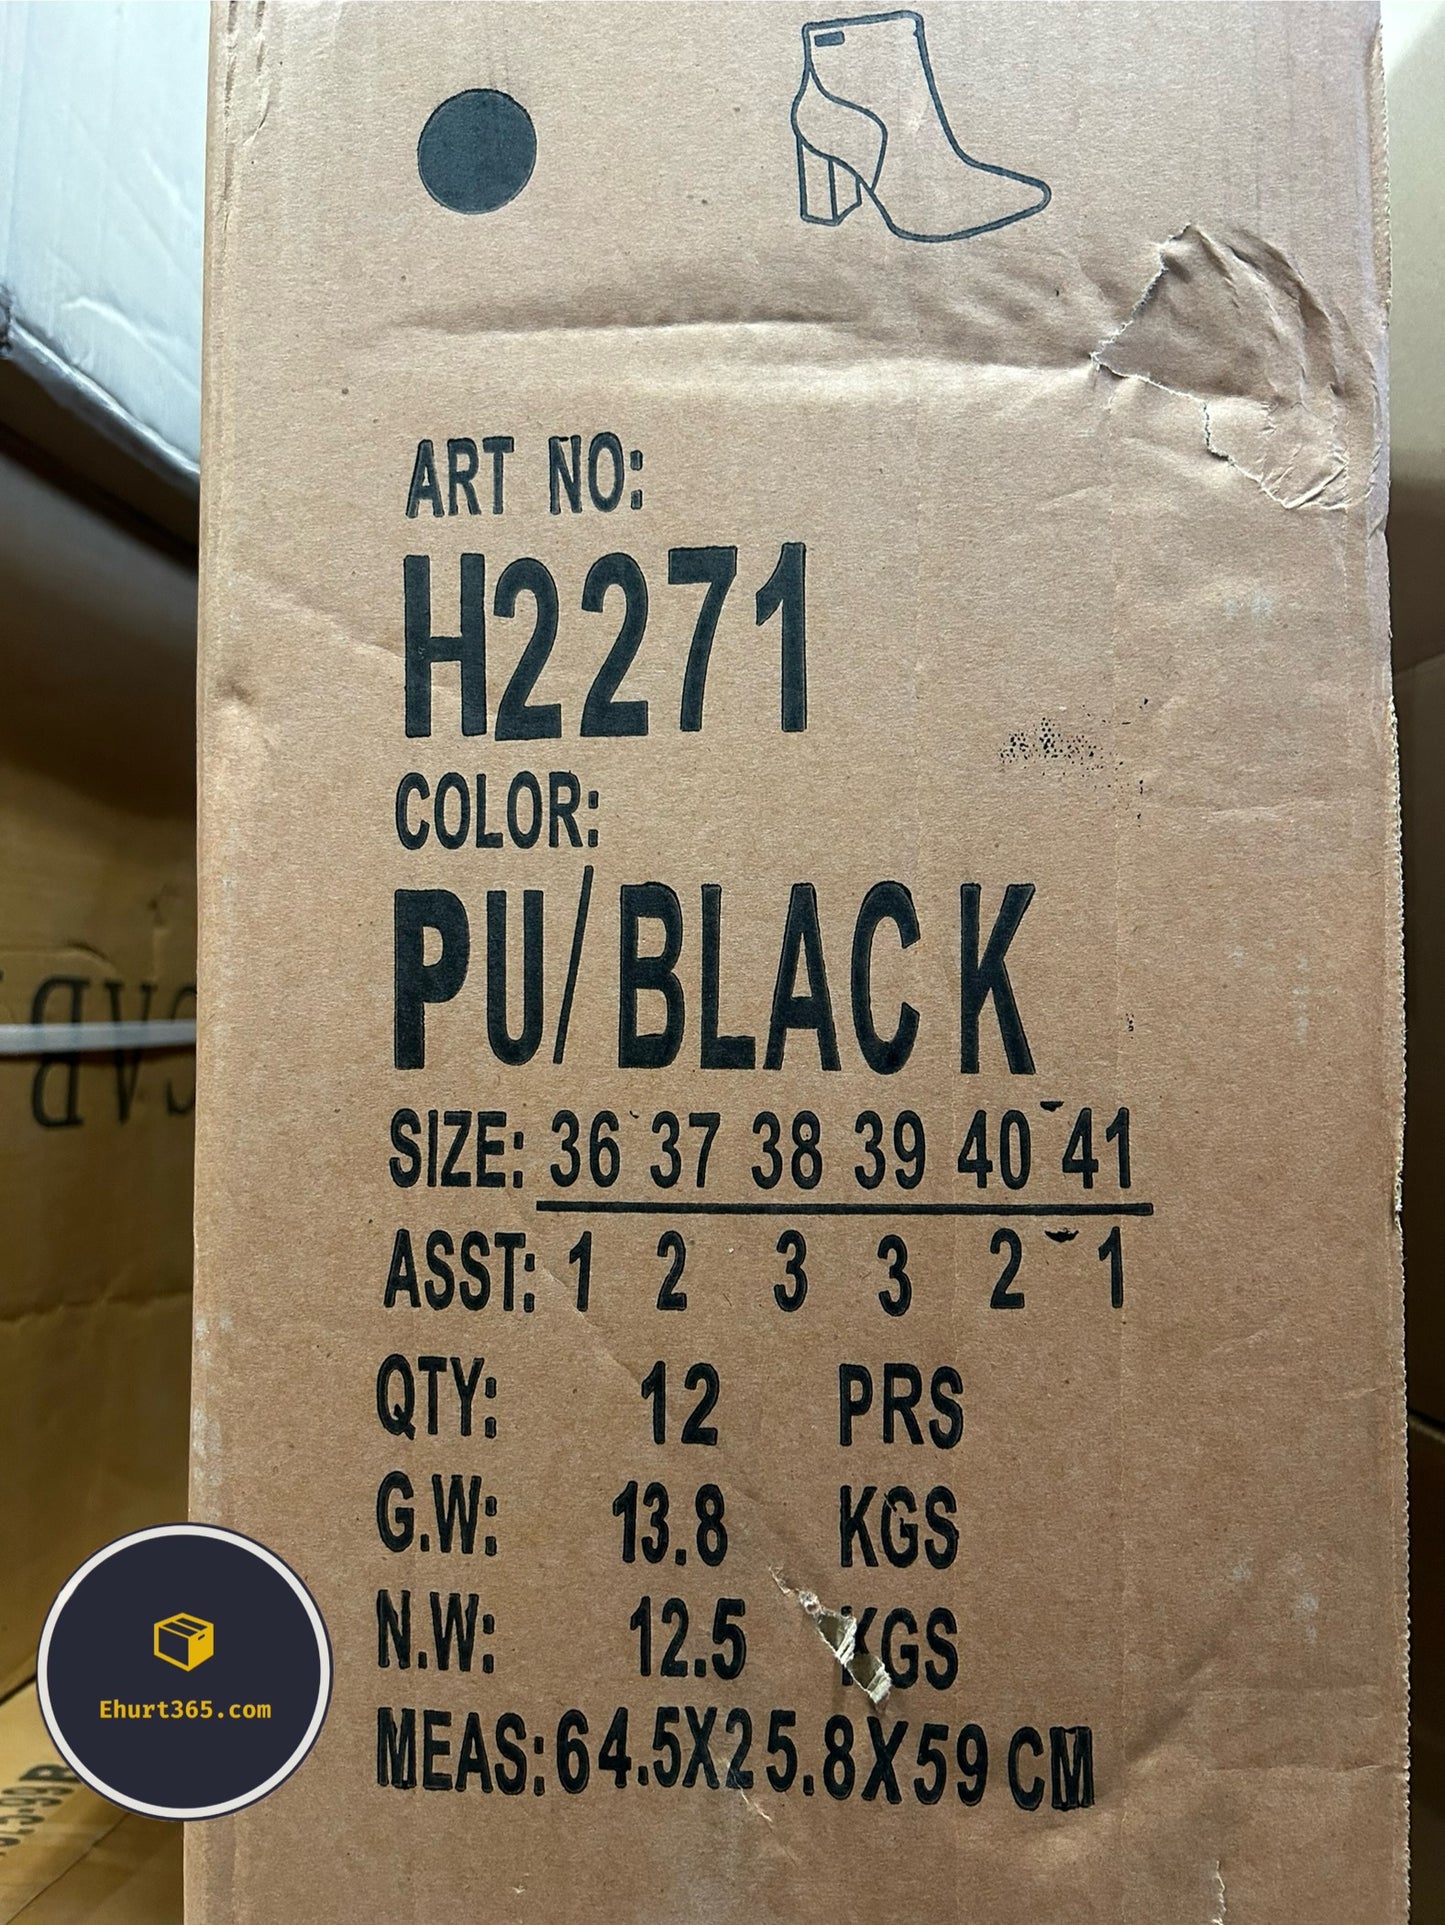 ART NO:
H2271
COLOR:
PU/BLACK
SIZE: 36 37 38 39 40 41
ASST: 1 2 3 3 2 1
QTY: 12 PRS
G.W: 13.8 KGS
N.W: 12.5 KGS
MEAS: 64.5X25.8X59 CM
Ehurt365.com